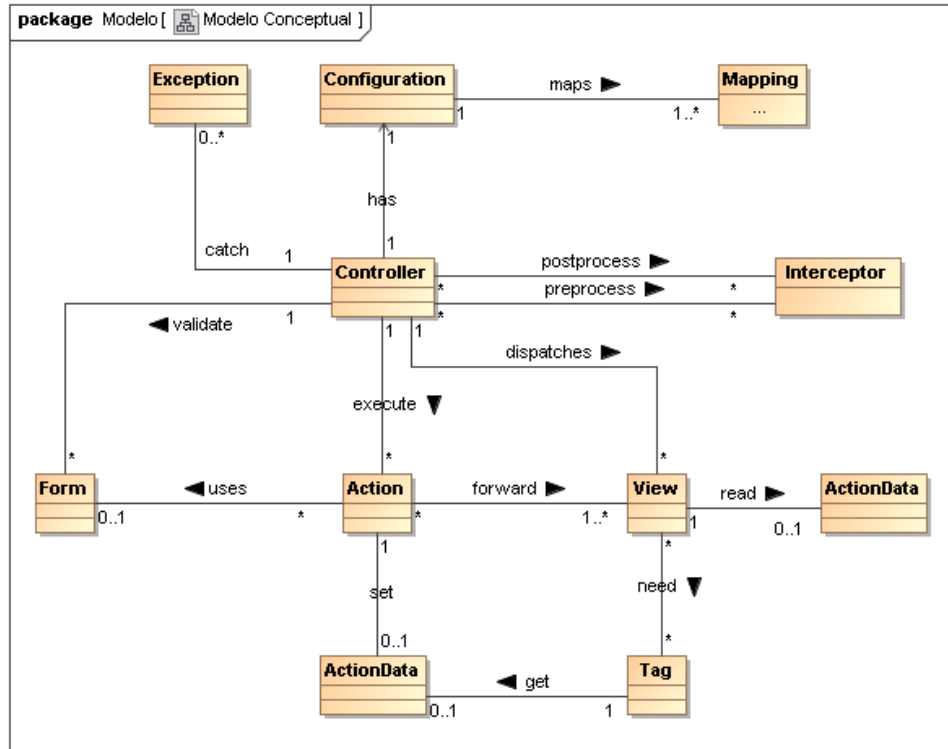 package Modelo [ Modelo Conceptual ]
Exception
Configuration
Mapping
maps ►
...
1
1..*
0..*
1
has
catch
1
1
postprocess ►
Controller
Interceptor
preprocess ►
*
*
◄ validate
1
*
*
1
1
dispatches ►
execute ▼
*
*
*
Form
◄ uses
Action
forward ►
View
read ►
ActionData
0..1
*
*
1..*
1
0..1
1
*
set
need ▼
0..1
*
ActionData
Tag
◄ get
0..1
1